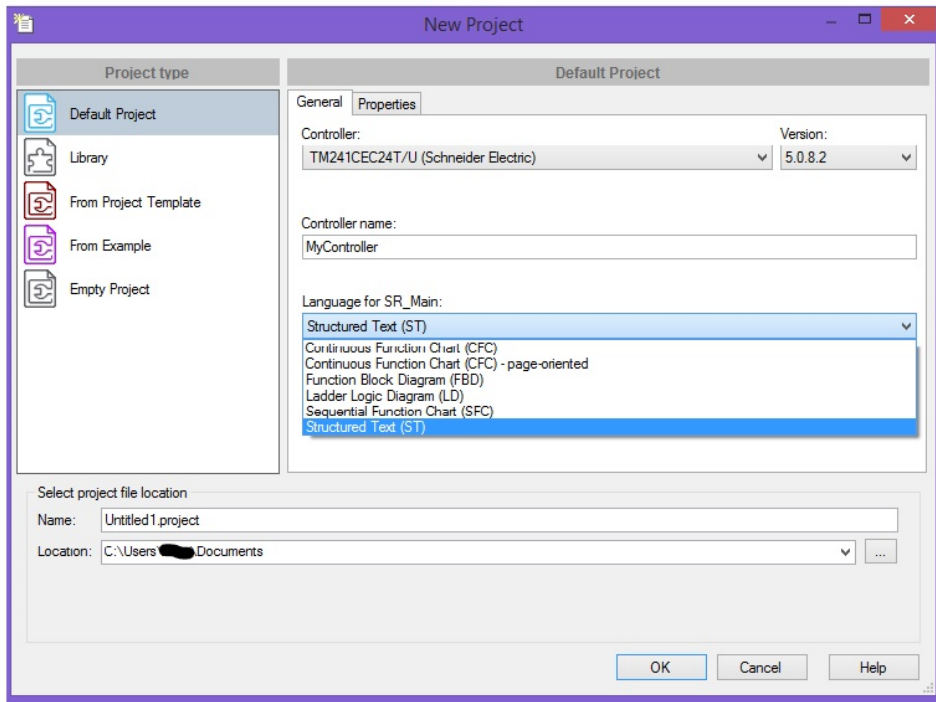 New Project
Project type
Default Project
Library
From Project Template
From Example
Empty Project
Default Project
General Properties
Controller: Version:
TM241CEC24T/U (Schneider Electric) 5.0.8.2
Controller name:
MyController
Language for SR_Main:
Structured Text (ST)
Continuous Function Chart (CFC)
Continuous Function Chart (CFC) - page-oriented
Function Block Diagram (FBD)
Ladder Logic Diagram (LD)
Sequential Function Chart (SFC)
Structured Text (ST)
Select project file location
Name: Untitled1.project
Location: C:\Users\ \Documents ...
OK Cancel Help